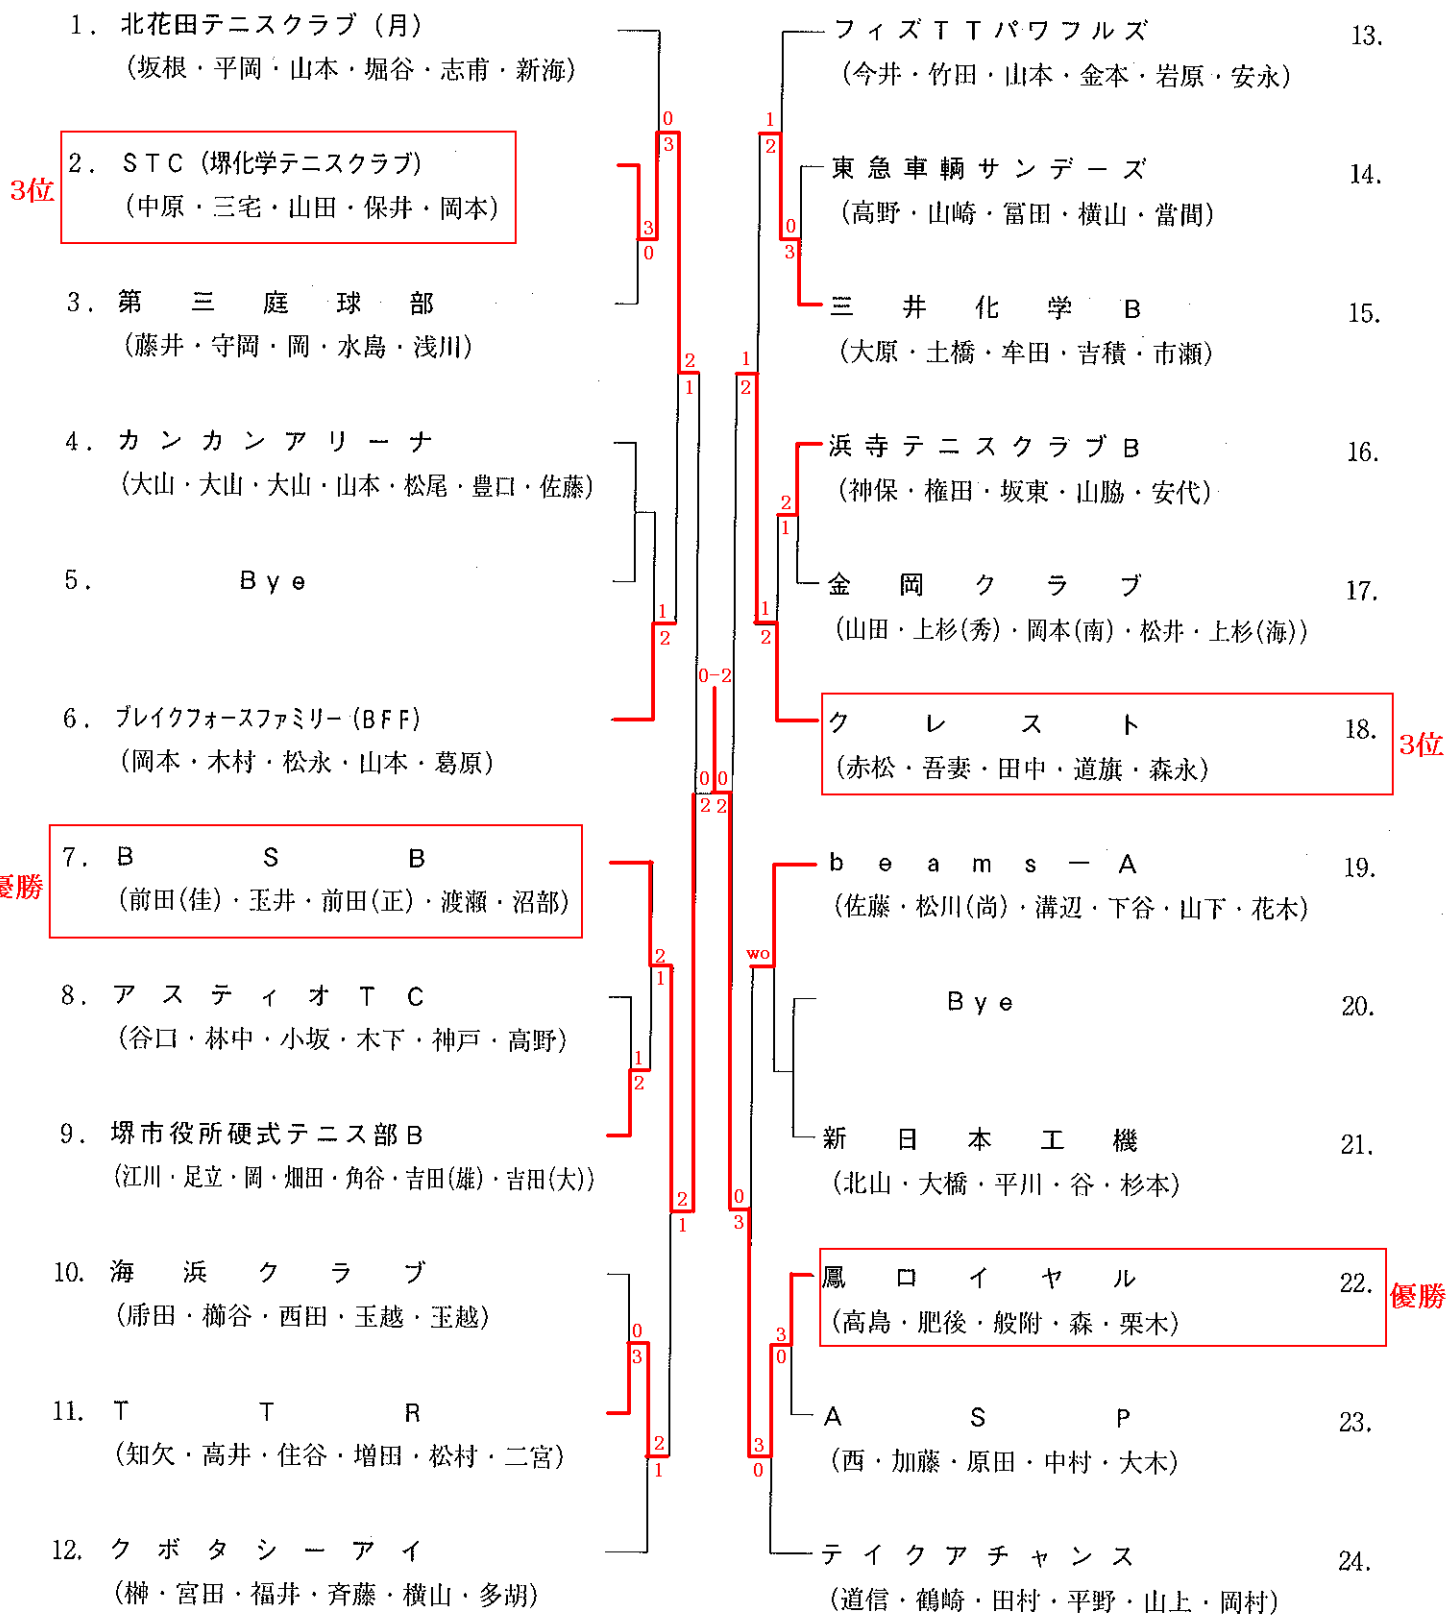 1. 北花田テニスクラブ (月)
(坂根・平岡・山本・堀谷・志甫・新海)
3位
2. STC (堺化学テニスクラブ)
(中原・三宅・山田・保井・岡本)
3. 第三庭球部
(藤井・守岡・岡・水島・浅川)
4. カンカンアリーナ
(大山・大山・大山・山本・松尾・豊口・佐藤)
5. Bye
6. ブレイクフォースファミリー (BFF)
(岡本・木村・松永・山本・葛原)
優勝
7. BSB
(前田(佳)・玉井・前田(正)・渡瀬・沼部)
8. アスティオTC
(谷口・林中・小坂・木下・神戸・高野)
9. 堺市役所硬式テニス部B
(江川・足立・岡・畑田・角谷・吉田(雄)・吉田(大))
10. 海浜クラブ
(帰田・櫛谷・西田・玉越・玉越)
11. TTR
(知欠・高井・住谷・増田・松村・二宮)
12. クボタシーアイ
(榊・宮田・福井・斉藤・横山・多胡)
0
3
3
0
2
1
1
2
2
1
1
2
2
1
0
3
2
1
0-2
0 0
2 2
1
2
0
3
1
2
2
1
1
2
wo
0
3
3
0
3
0
フィズTTパワフルズ 13.
(今井・竹田・山本・金本・岩原・安永)
東急車輌サンデーズ 14.
(高野・山崎・冨田・横山・當間)
三井化学B 15.
(大原・土橋・牟田・吉積・市瀬)
浜寺テニスクラブB 16.
(神保・権田・坂東・山脇・安代)
金岡クラブ 17.
(山田・上杉(秀)・岡本(南)・松井・上杉(海))
クレスト 18.
(赤松・吾妻・田中・道旗・森永)
3位
beams－A 19.
(佐藤・松川(尚)・溝辺・下谷・山下・花木)
Bye 20.
新日本工機 21.
(北山・大橋・平川・谷・杉本)
鳳ロイヤル 22.
(高島・肥後・般附・森・栗木)
優勝
ASP 23.
(西・加藤・原田・中村・大木)
テイクアチャンス 24.
(道信・鶴崎・田村・平野・山上・岡村)